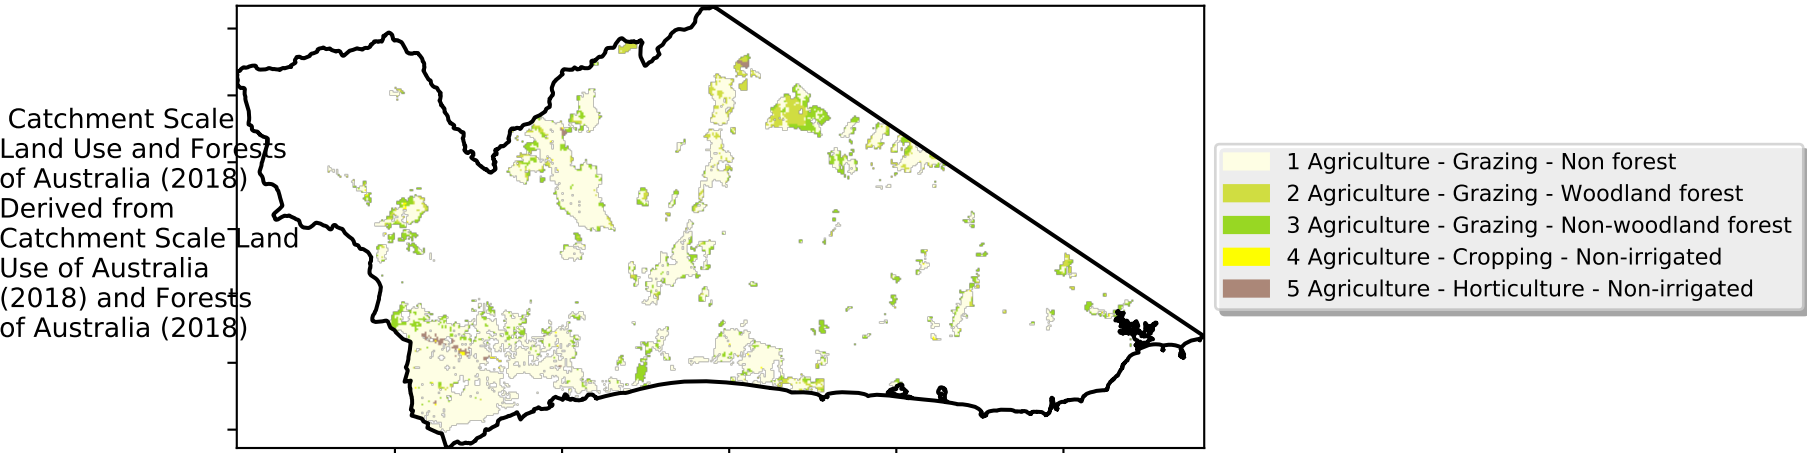 Catchment Scale
Land Use and Forests
of Australia (2018)
Derived from
Catchment Scale Land
Use of Australia
(2018) and Forests
of Australia (2018)
1 Agriculture - Grazing - Non forest
2 Agriculture - Grazing - Woodland forest
3 Agriculture - Grazing - Non-woodland forest
4 Agriculture - Cropping - Non-irrigated
5 Agriculture - Horticulture - Non-irrigated